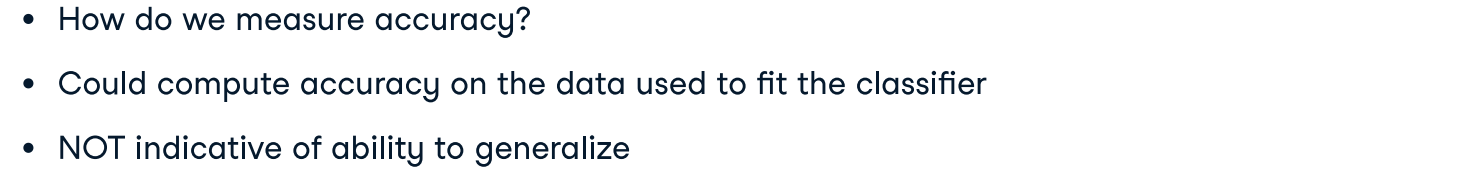 • How do we measure accuracy?
• Could compute accuracy on the data used to fit the classifier
• NOT indicative of ability to generalize